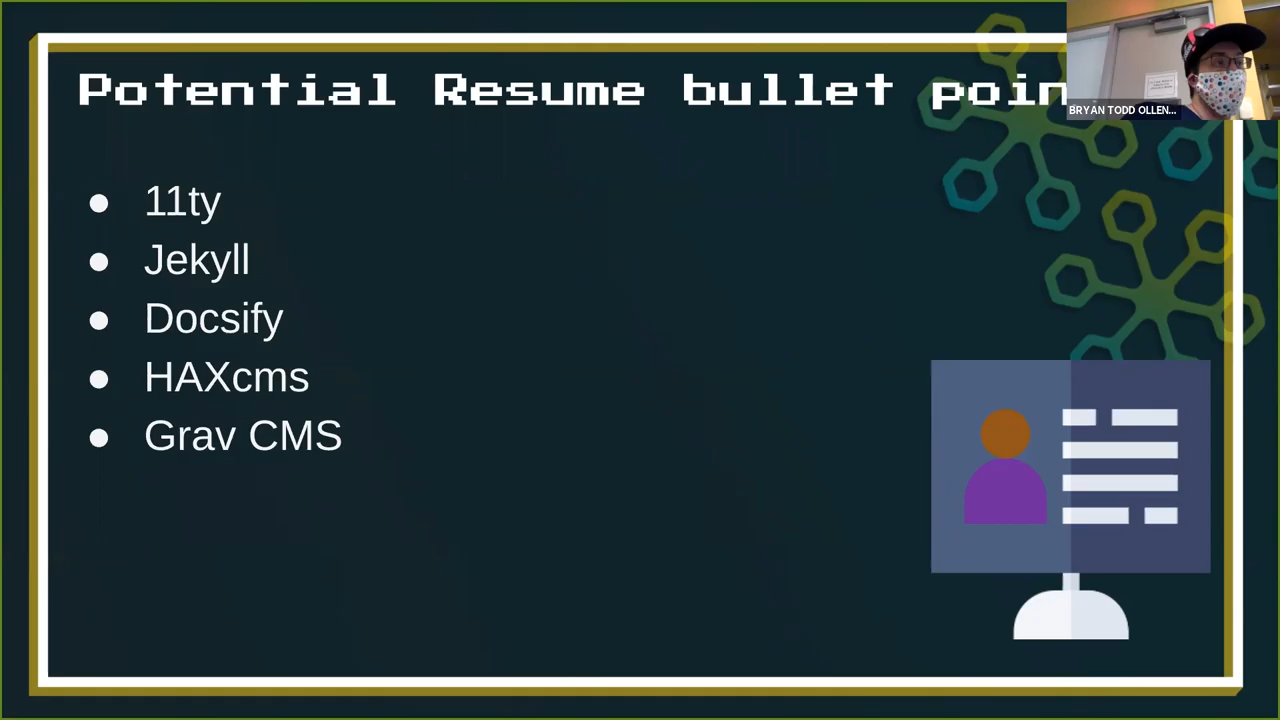 Potential Resume bullet poin
BRYAN TODD OLLEN...
11ty
Jekyll
Docsify
HAXcms
Grav CMS